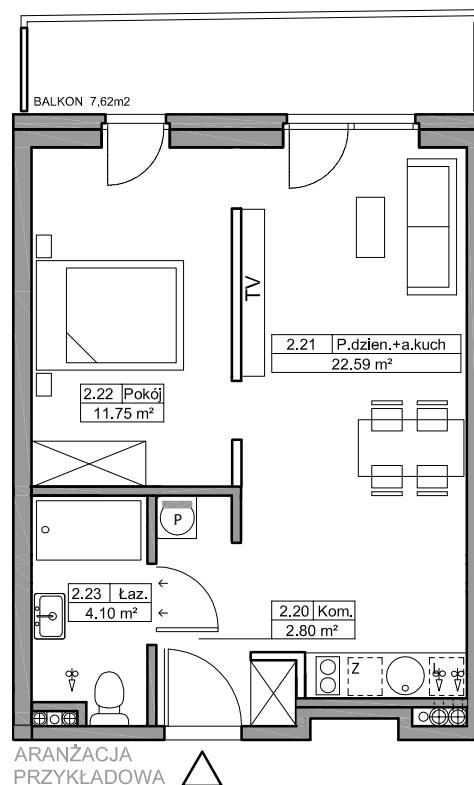 BALKON 7,62m2
TV
2.21 P.dzien.+a.kuch
22.59 m²
2.22 Pokój
11.75 m²
P
2.23 Łaz.
4.10 m²
2.20 Kom.
2.80 m²
Z
L
ARANŻACJA
PRZYKŁADOWA